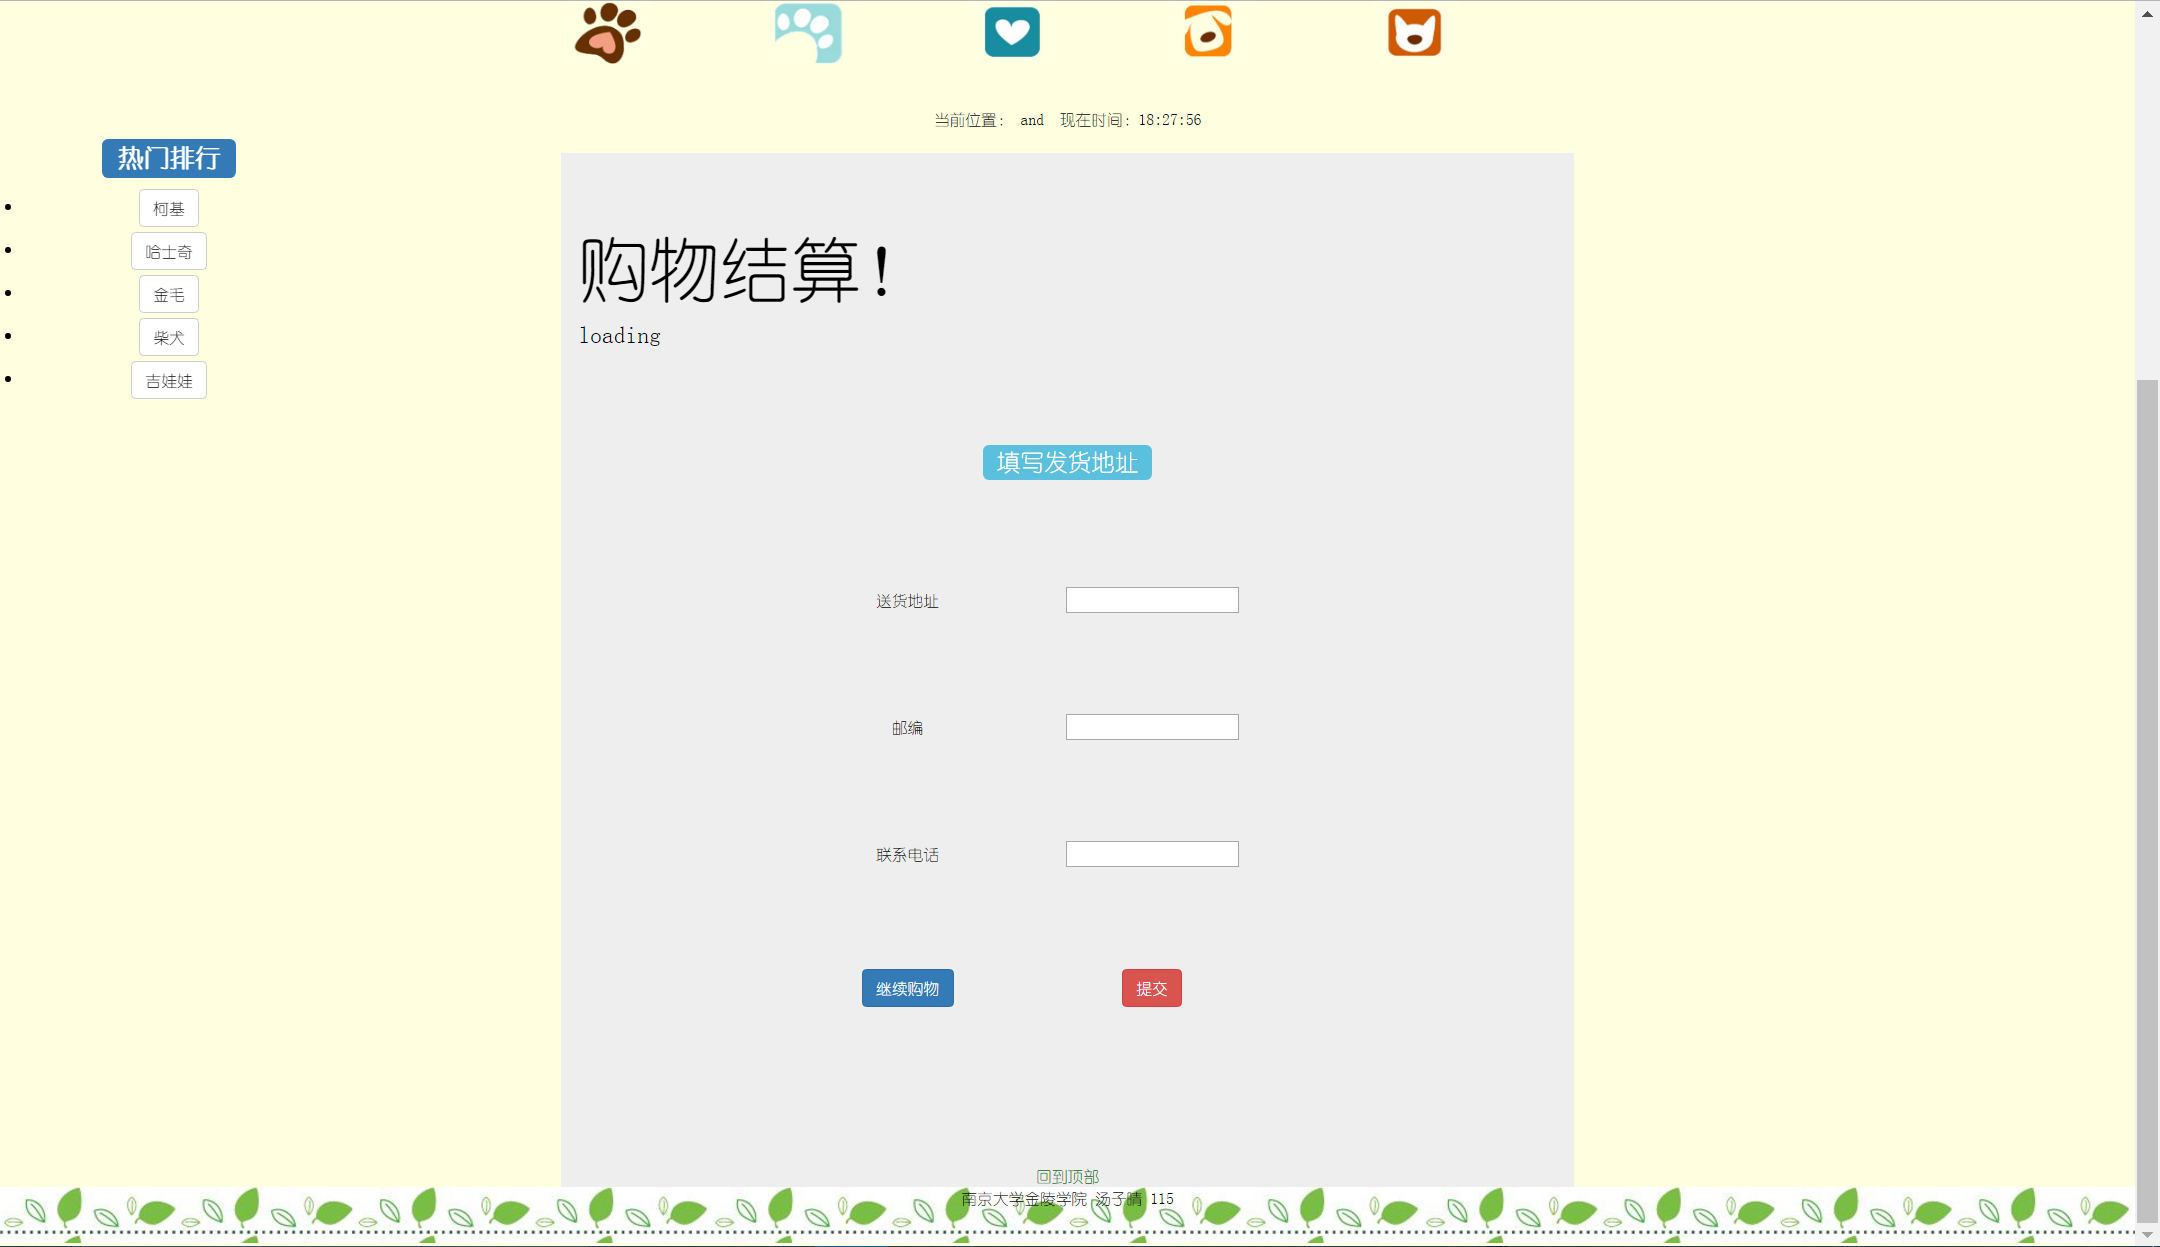 当前位置： and 现在时间：18:27:56
热门排行
柯基
哈士奇
金毛
柴犬
吉娃娃
购物结算！
loading
填写发货地址
送货地址
邮编
联系电话
继续购物 提交
回到顶部
南京大学金陵学院 汤子晴 115